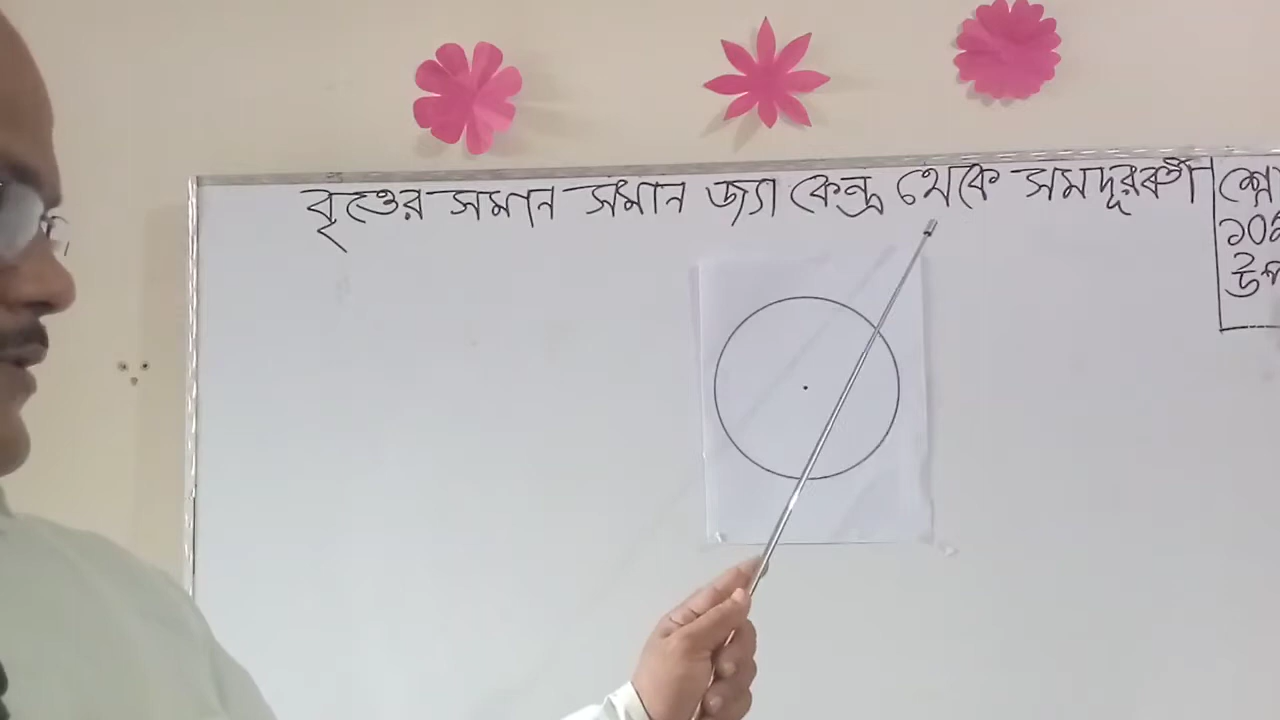 বৃত্তের সমান সমান জ্যা কেন্দ্র থেকে সমদূরবর্তী